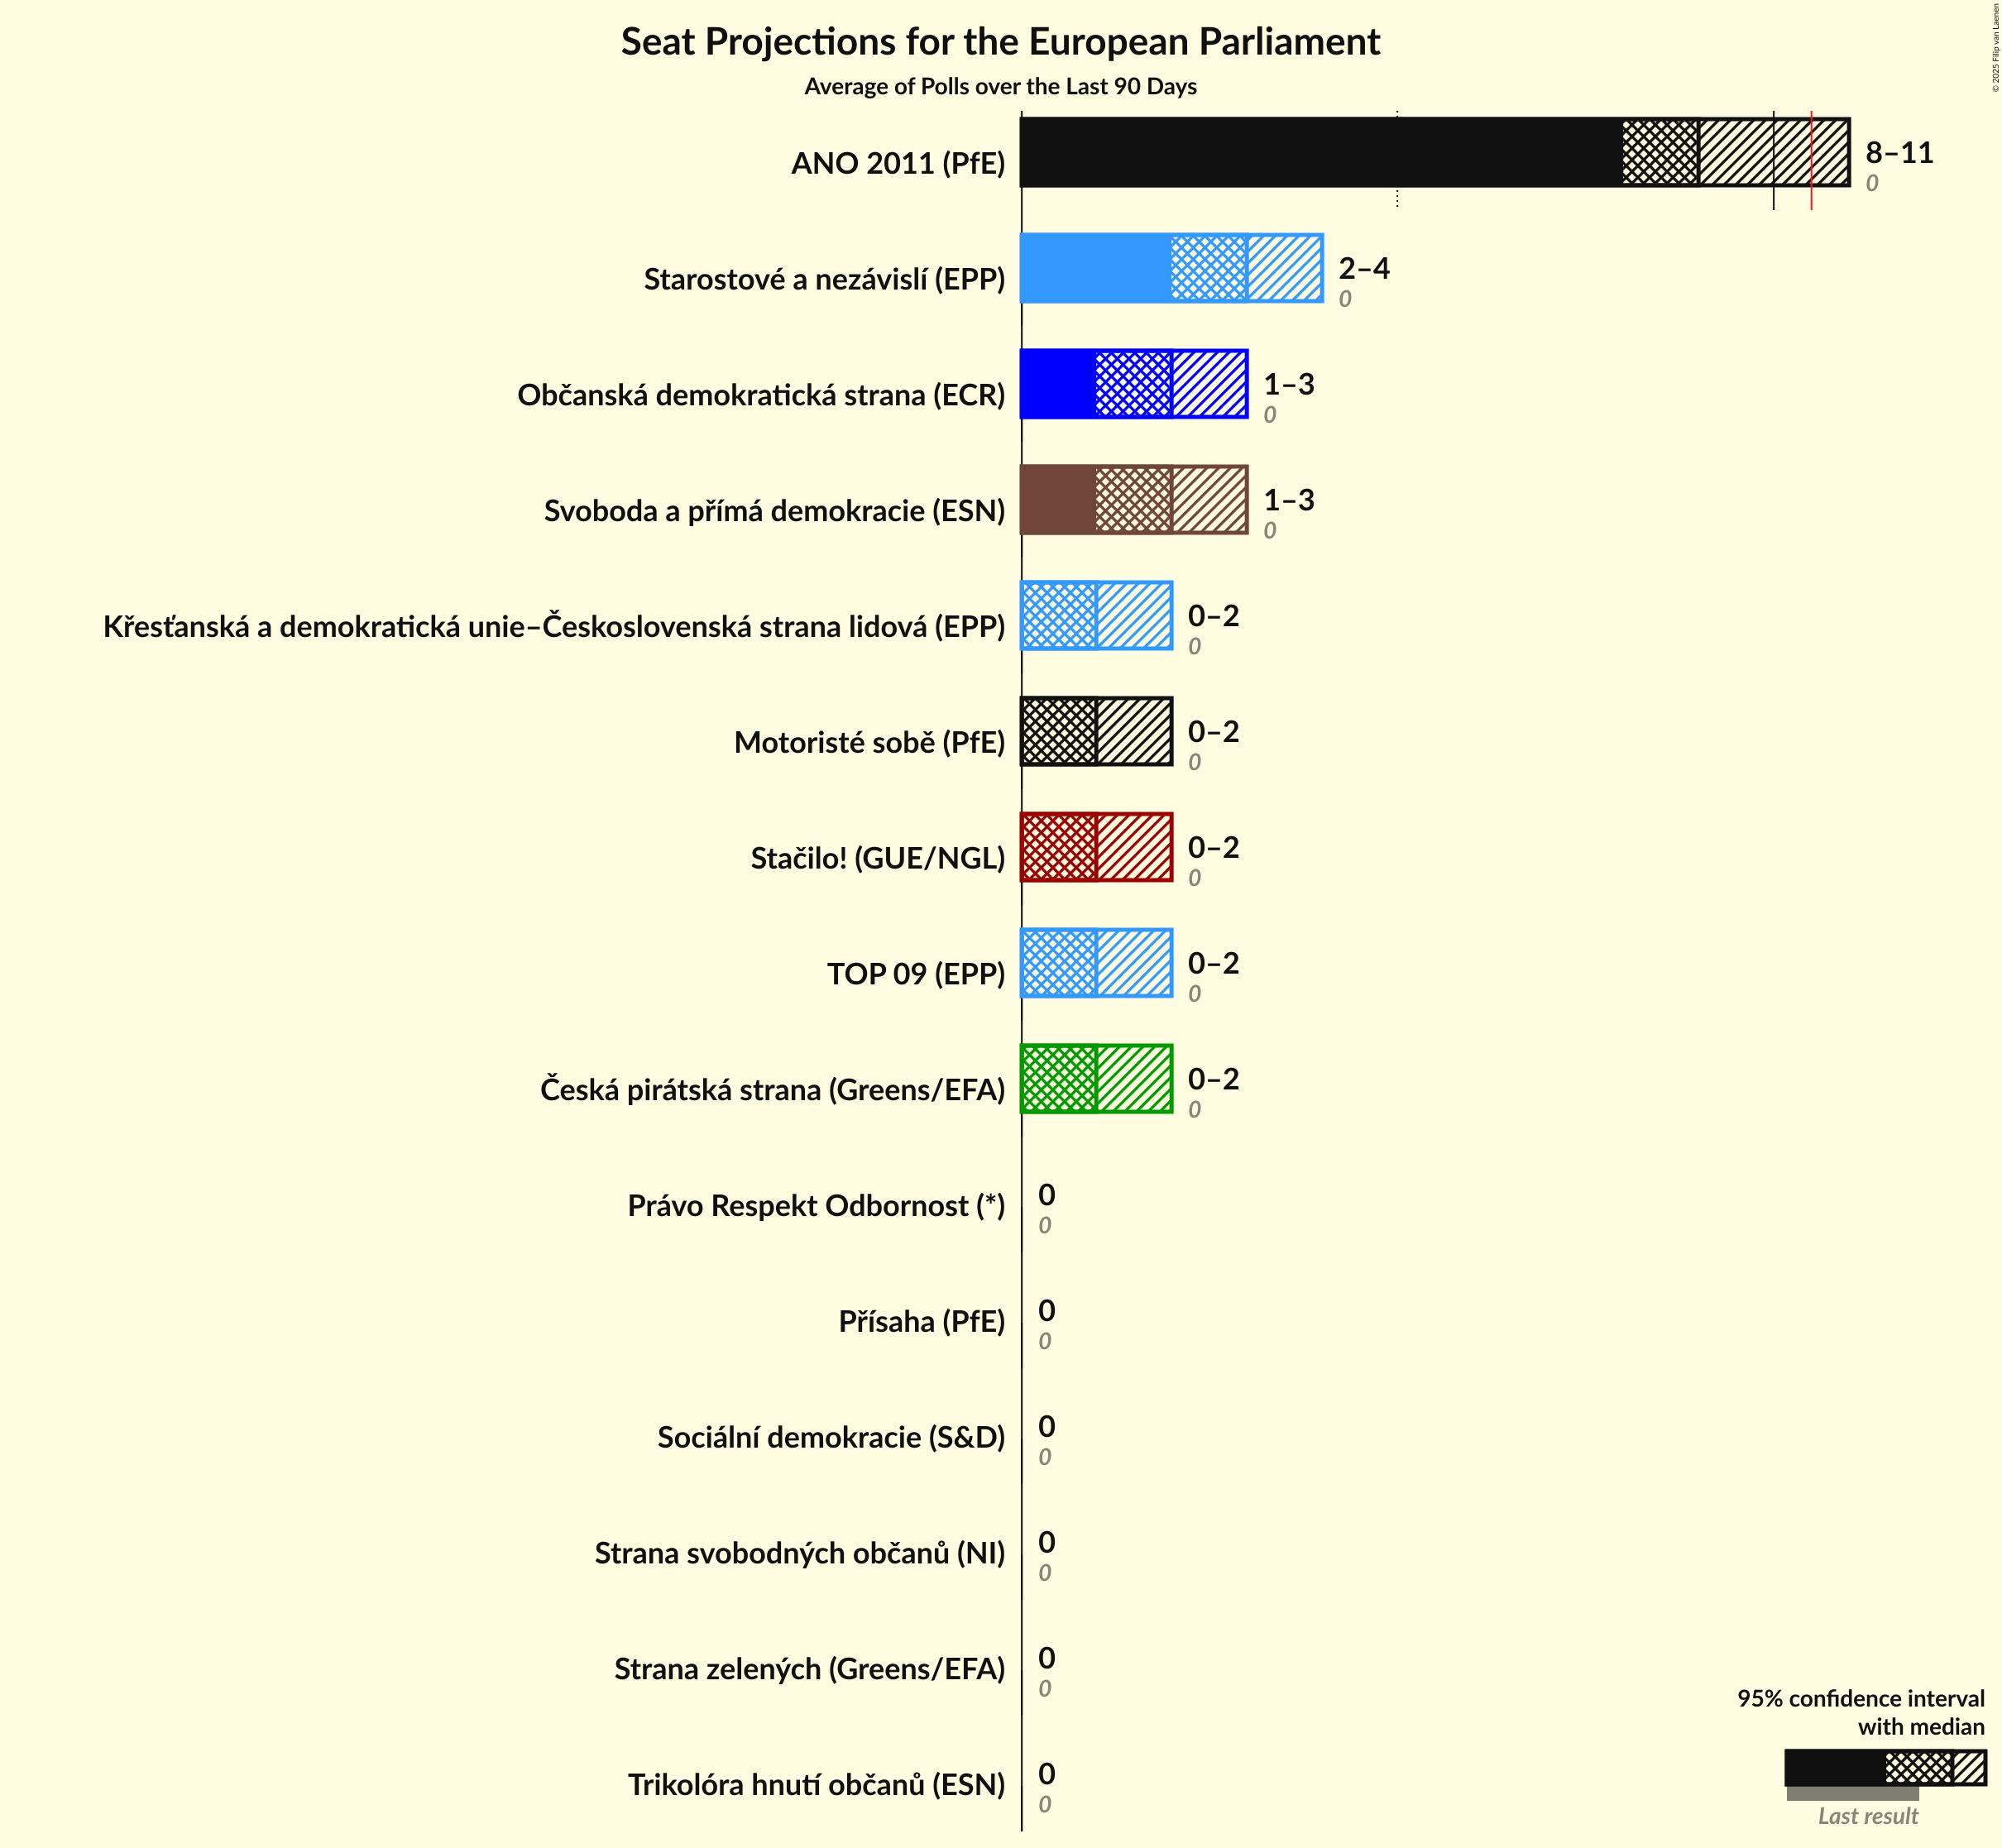 Seat Projections for the European Parliament
Average of Polls over the Last 90 Days
© 2025 Filip van Laenen
ANO 2011 (PfE)
8–11
0
Starostové a nezávislí (EPP)
2–4
0
Občanská demokratická strana (ECR)
1–3
0
Svoboda a přímá demokracie (ESN)
1–3
0
Křesťanská a demokratická unie–Československá strana lidová (EPP)
0–2
0
Motoristé sobě (PfE)
0–2
0
Stačilo! (GUE/NGL)
0–2
0
TOP 09 (EPP)
0–2
0
Česká pirátská strana (Greens/EFA)
0–2
0
Právo Respekt Odbornost (*)
0
0
Přísaha (PfE)
0
0
Sociální demokracie (S&D)
0
0
Strana svobodných občanů (NI)
0
0
Strana zelených (Greens/EFA)
0
0
Trikolóra hnutí občanů (ESN)
0
0
95% confidence interval
with median
Last result